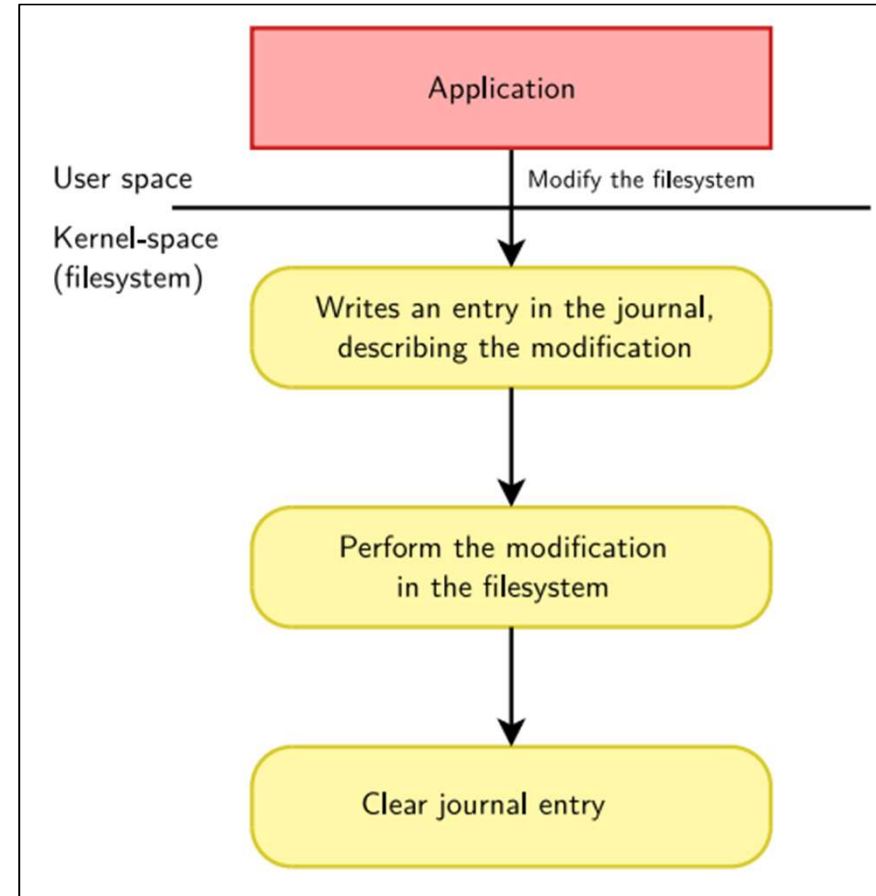 Application
User space
Modify the filesystem
Kernel-space
(filesystem)
Writes an entry in the journal,
describing the modification
Perform the modification
in the filesystem
Clear journal entry